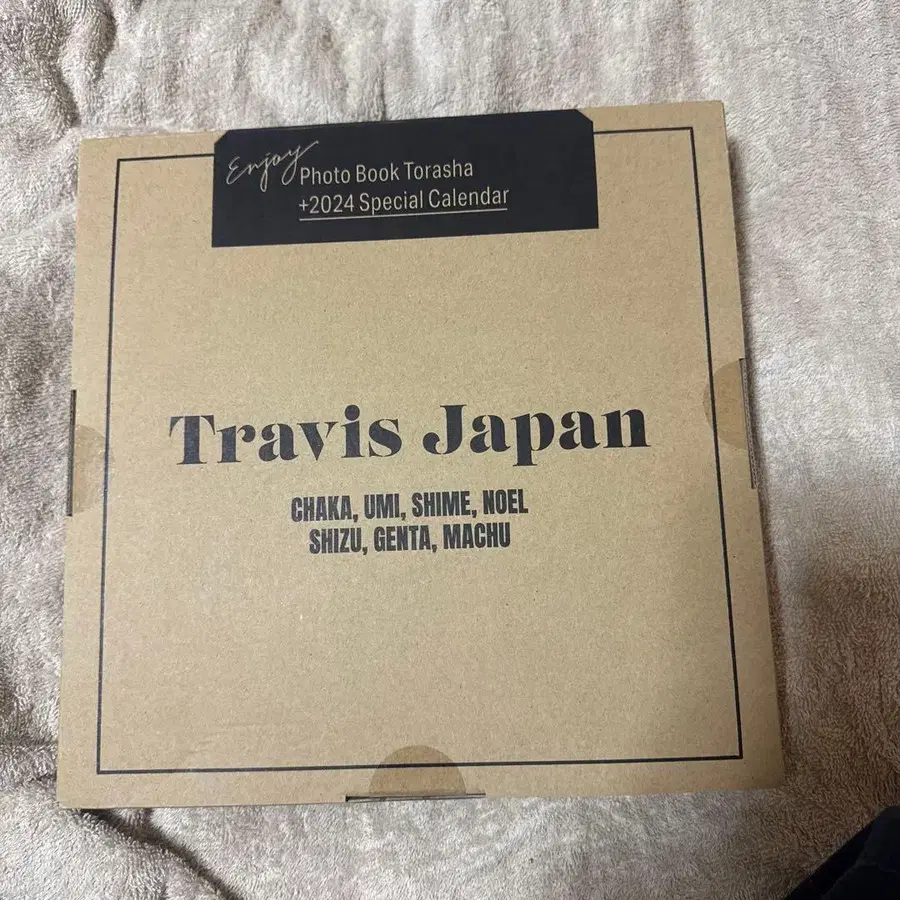 Enjoy
Photo Book Torasha
+2024 Special Calendar
Travis Japan
CHAKA, UMI, SHIME, NOEL
SHIZU, GENTA, MACHU